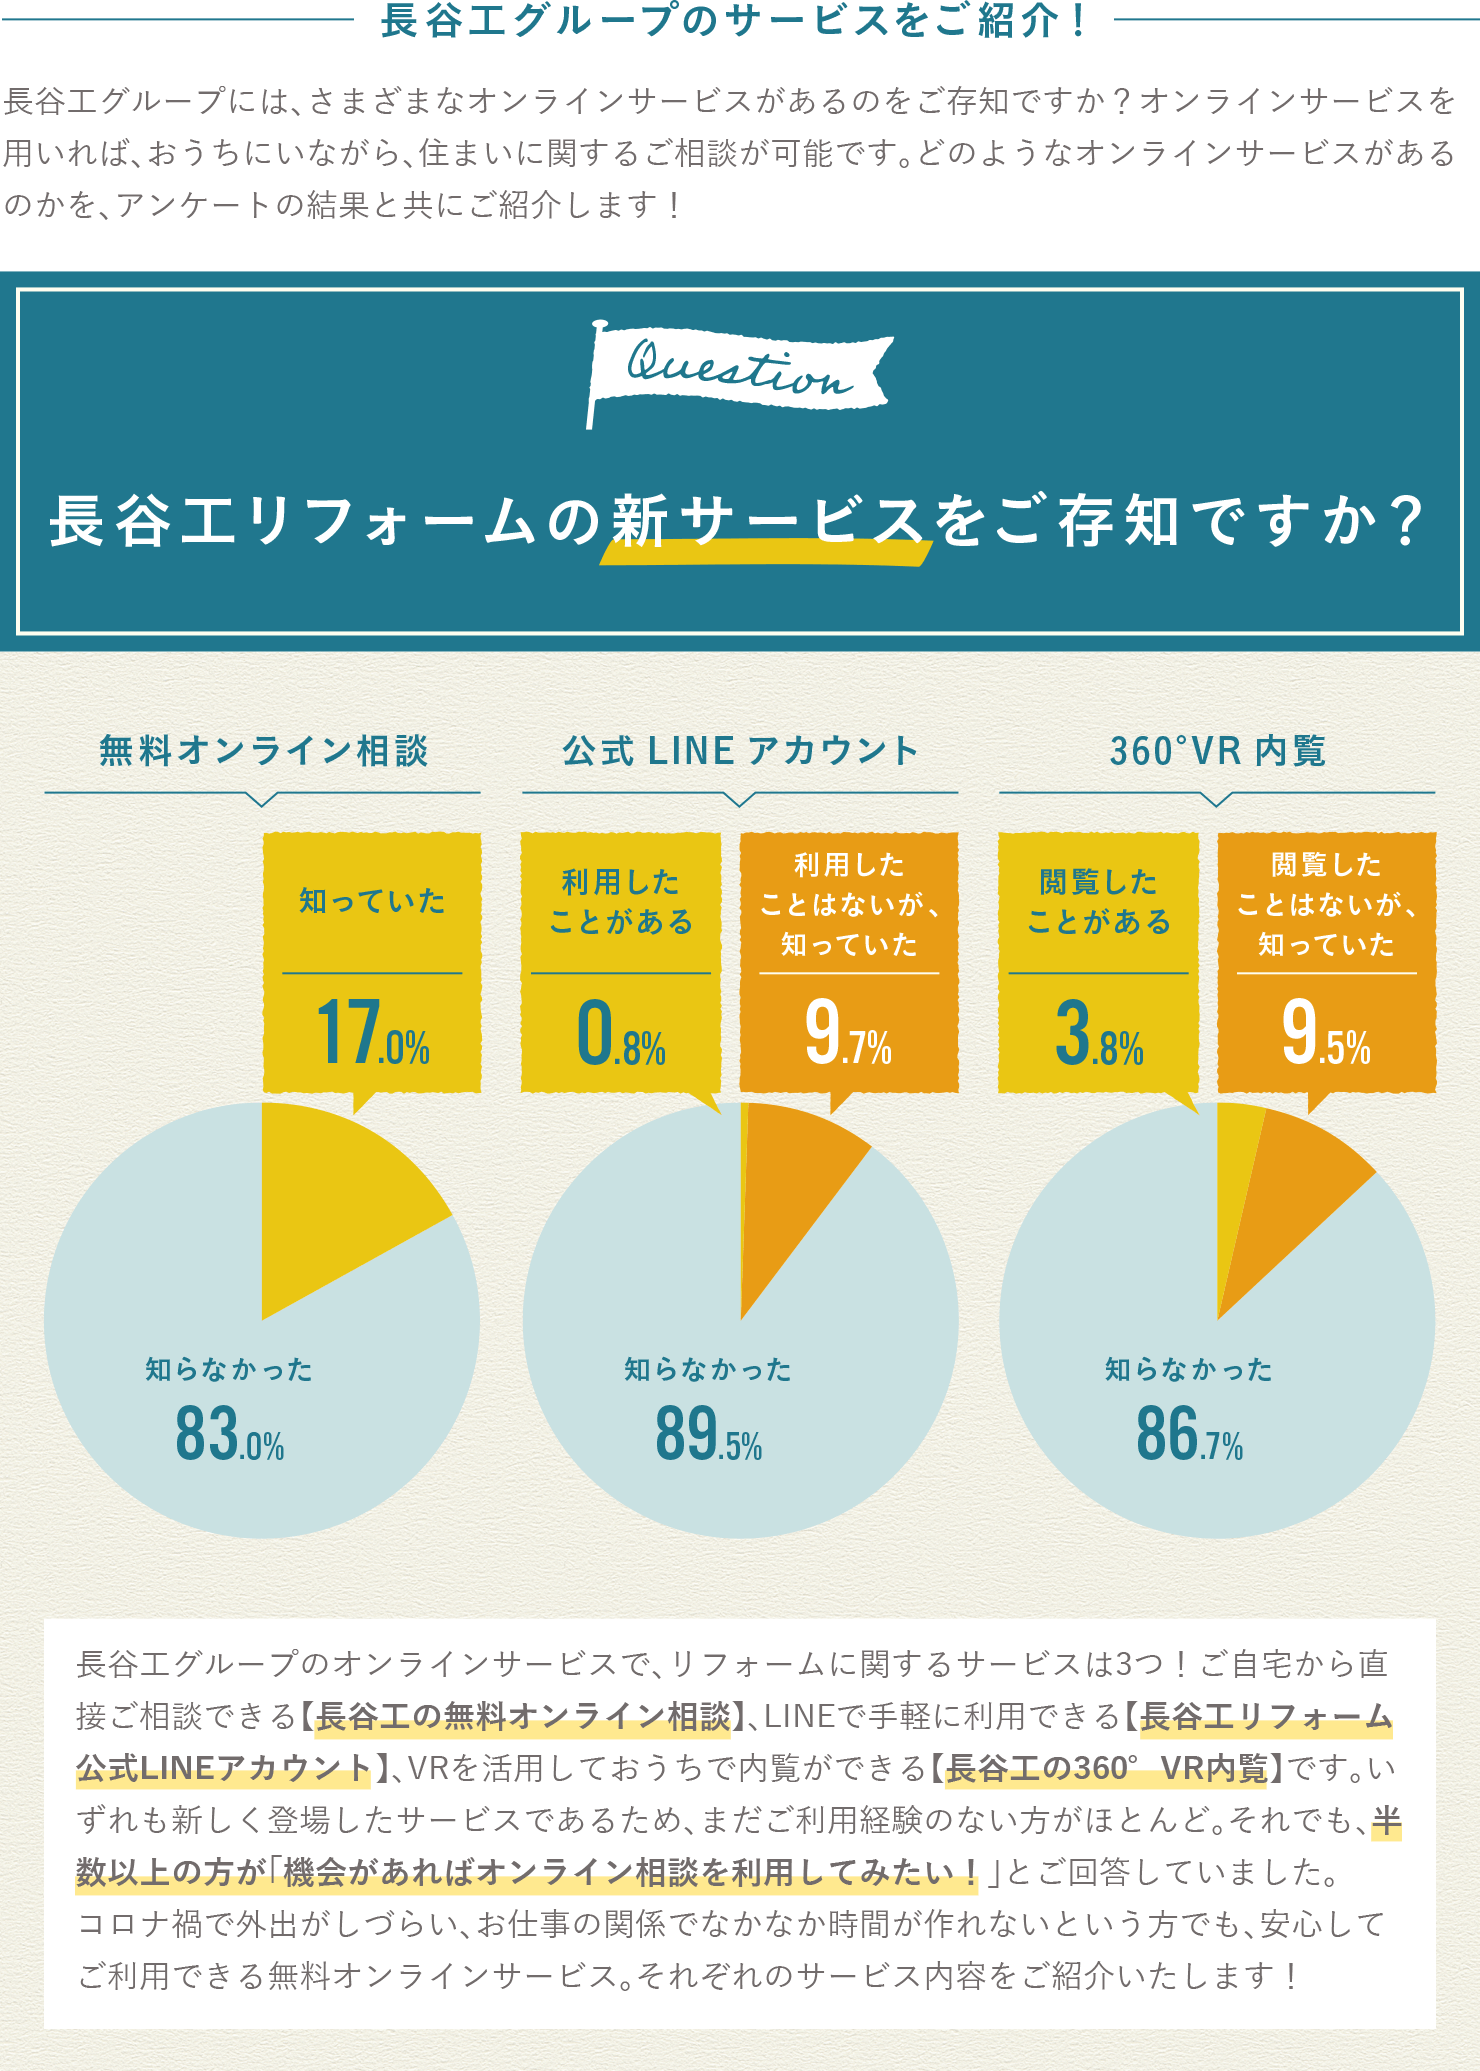 長谷工グループのサービスをご紹介！
長谷工グループには、さまざまなオンラインサービスがあるのをご存知ですか？オンラインサービスを
用いれば、おうちにいながら、住まいに関するご相談が可能です。どのようなオンラインサービスがある
のかを、アンケートの結果と共にご紹介します！
Question
長谷工リフォームの新サービスをご存知ですか？
無料オンライン相談
知っていた
17.0%
知らなかった
83.0%
公式 LINE アカウント
利用した
ことがある
0.8%
利用した
ことはないが、
知っていた
9.7%
知らなかった
89.5%
360°VR 内覧
閲覧した
ことがある
3.8%
閲覧した
ことはないが、
知っていた
9.5%
知らなかった
86.7%
長谷工グループのオンラインサービスで、リフォームに関するサービスは3つ！ご自宅から直
接ご相談できる【長谷工の無料オンライン相談】、LINEで手軽に利用できる【長谷工リフォーム
公式LINEアカウント】、VRを活用しておうちで内覧ができる【長谷工の360°VR内覧】です。い
ずれも新しく登場したサービスであるため、まだご利用経験のない方がほとんど。それでも、半
数以上の方が「機会があればオンライン相談を利用してみたい！」とご回答していました。
コロナ禍で外出がしづらい、お仕事の関係でなかなか時間が作れないという方でも、安心して
ご利用できる無料オンラインサービス。それぞれのサービス内容をご紹介いたします！